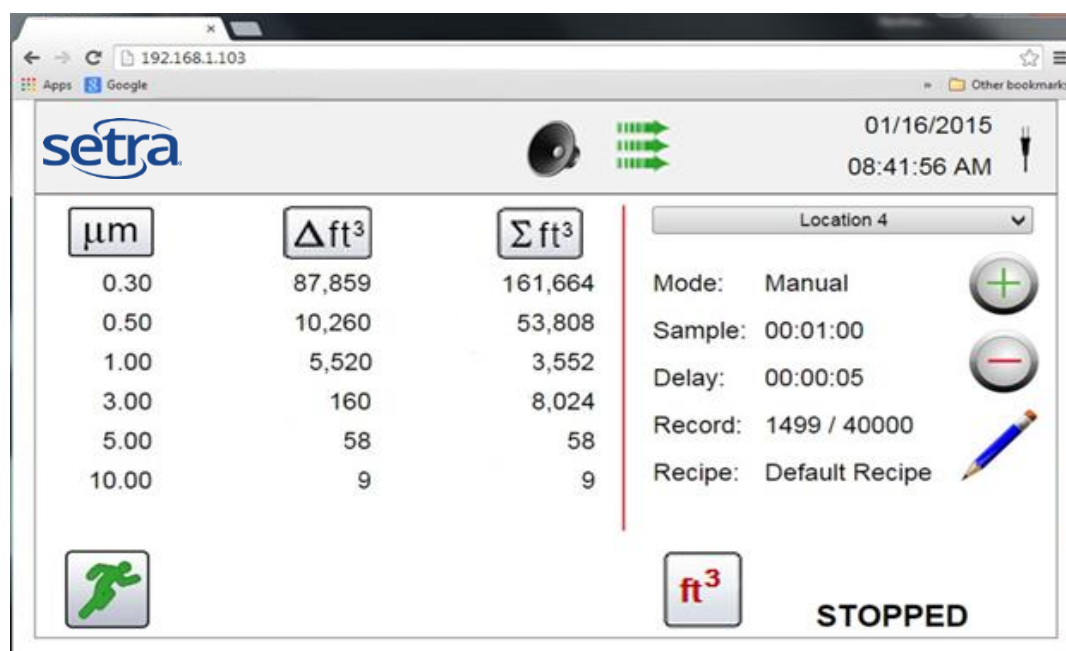 192.168.1.103
Apps Google Other bookmarks
setra
01/16/2015
08:41:56 AM
µm Δft³ Σft³
0.30 87,859 161,664
0.50 10,260 53,808
1.00 5,520 3,552
3.00 160 8,024
5.00 58 58
10.00 9 9
Location 4
Mode: Manual
Sample: 00:01:00
Delay: 00:00:05
Record: 1499 / 40000
Recipe: Default Recipe
ft³
STOPPED